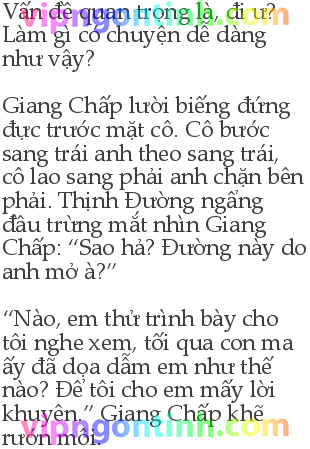 Vấn đề quan trọng là, đi ư?
vipngontinh.com
Làm gì có chuyện dễ dàng
như vậy?
Giang Chấp lười biếng đứng
đực trước mặt cô. Cô bước
sang trái anh theo sang trái,
cô lao sang phải anh chặn bên
phải. Thịnh Đường ngẩng
đầu trừng mắt nhìn Giang
Chấp: “Sao hả? Đường này do
anh mở à?”
“Nào, em thử trình bày cho
tôi nghe xem, tối qua con ma
ấy đã dọa dẫm em như thế
nào? Để tôi cho em mấy lời
khuyên.” Giang Chấp khẽ
vipngontinh.com
rướn môi.